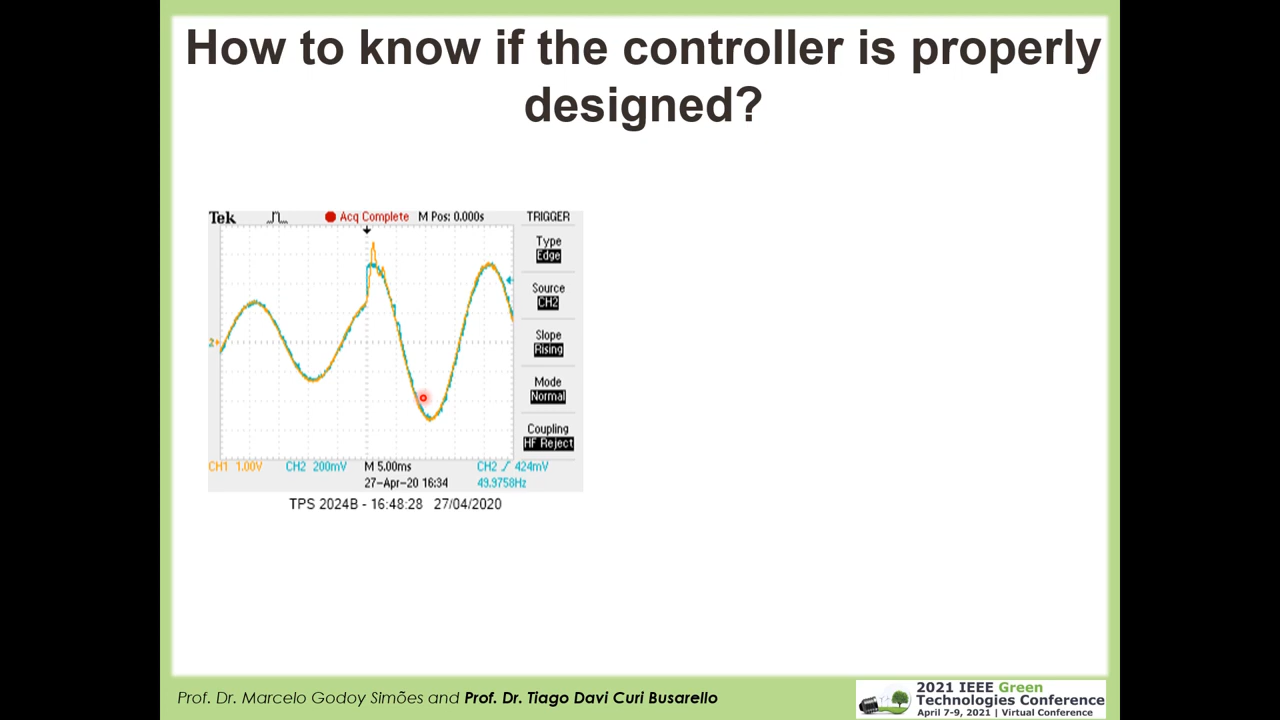 How to know if the controller is properly
designed?
Tek Acq Complete M Pos: 0.000s TRIGGER
Type
Edge
Source
CH2
Slope
Rising
2
Mode
Normal
Coupling
HF Reject
CH1 1.00V CH2 200mV M 5.00ms CH2 424mV
27-Apr-20 16:34 49.9758Hz
TPS 2024B - 16:48:28 27/04/2020
Prof. Dr. Marcelo Godoy Simões and Prof. Dr. Tiago Davi Curi Busarello
2021 IEEE Green
Technologies Conference
April 7-9, 2021 | Virtual Conference